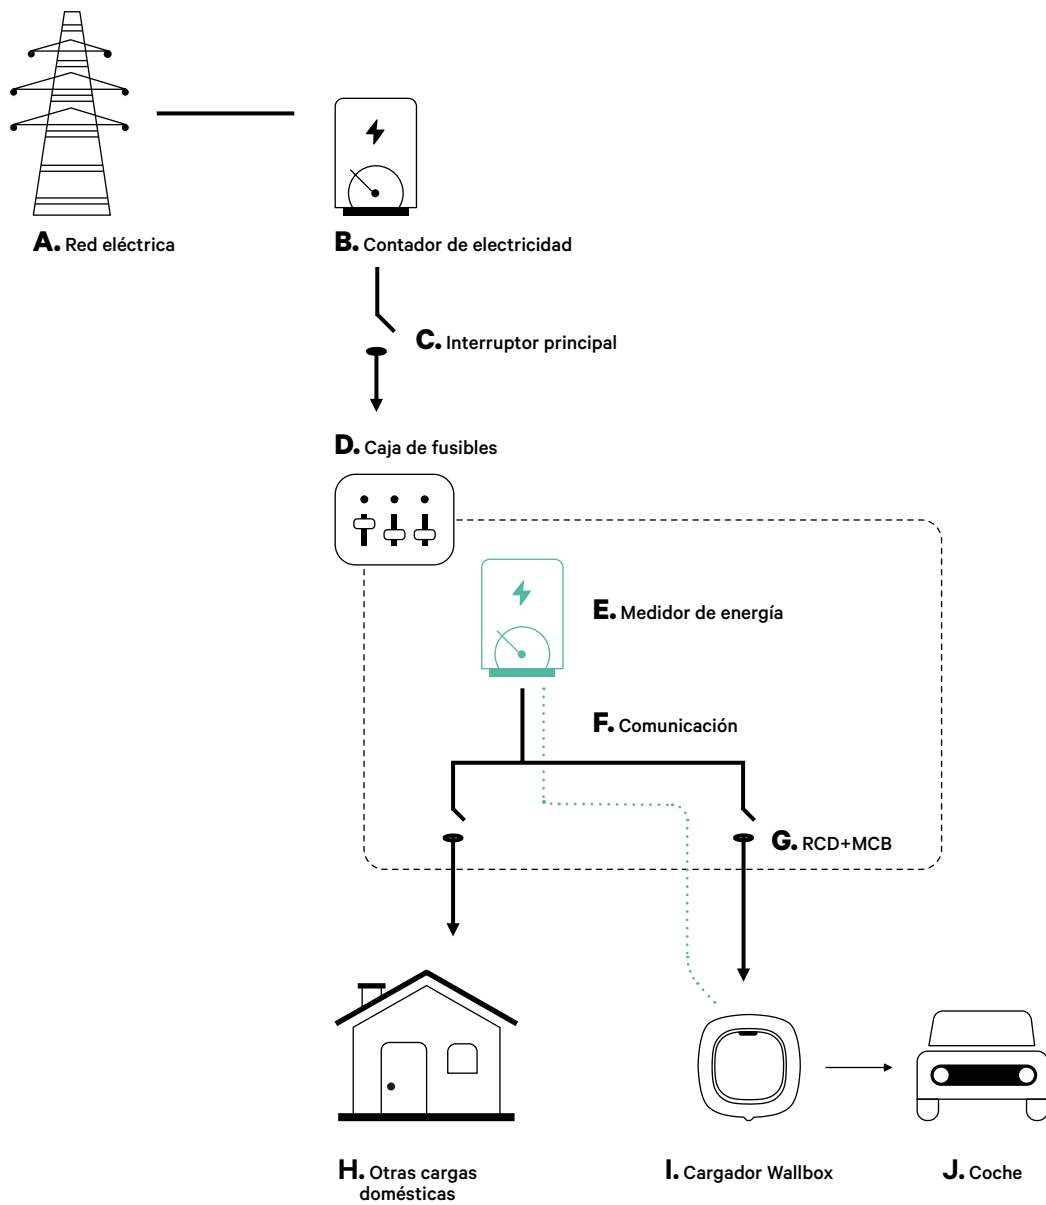 A. Red eléctrica
B. Contador de electricidad
C. Interruptor principal
D. Caja de fusibles
E. Medidor de energía
F. Comunicación
G. RCD+MCB
H. Otras cargas
domésticas
I. Cargador Wallbox
J. Coche